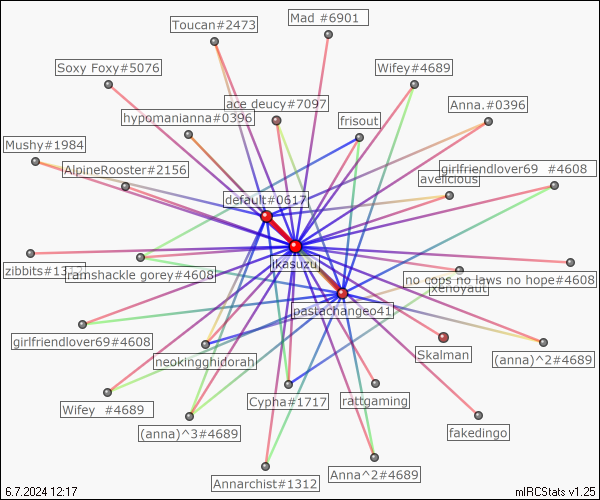 Mad #6901
Toucan#2473
Soxy Foxy#5076
Wifey#4689
ace deucy#7097
Anna.#0396
hypomanianna#0396
frisout
Mushy#1984
AlpineRooster#2156
girlfriendlover69 #4608
avelicious
default#0617
ikasuzu
zibbits#1312
ramshackle gorey#4608
no cops no laws no hope#4608
xenoyaut
pastachangeo41
girlfriendlover69#4608
neokingghidorah
Skalman
(anna)^2#4689
Wifey #4689
Cypha#1717
rattgaming
(anna)^3#4689
fakedingo
Anna^2#4689
Annarchist#1312
6.7.2024 12:17
mIRCStats v1.25